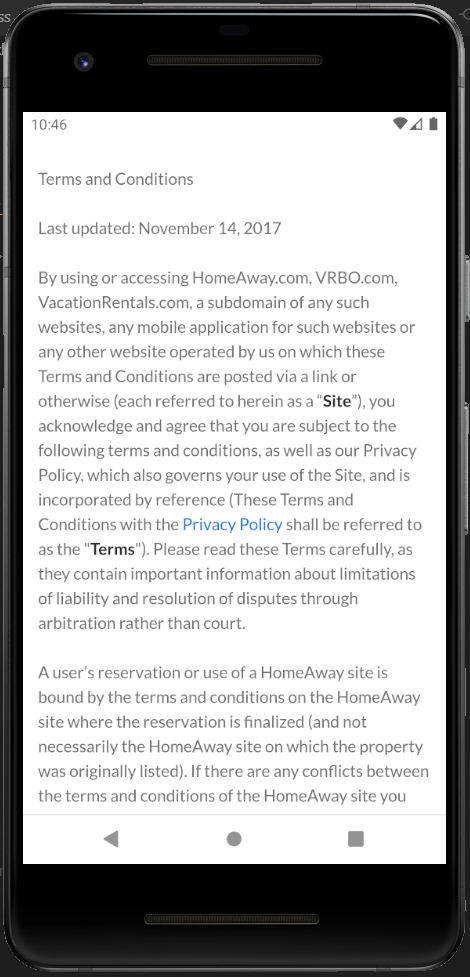 10:46
Terms and Conditions
Last updated: November 14, 2017
By using or accessing HomeAway.com, VRBO.com,
VacationRentals.com, a subdomain of any such
websites, any mobile application for such websites or
any other website operated by us on which these
Terms and Conditions are posted via a link or
otherwise (each referred to herein as a “Site”), you
acknowledge and agree that you are subject to the
following terms and conditions, as well as our Privacy
Policy, which also governs your use of the Site, and is
incorporated by reference (These Terms and
Conditions with the Privacy Policy shall be referred to
as the "Terms"). Please read these Terms carefully, as
they contain important information about limitations
of liability and resolution of disputes through
arbitration rather than court.
A user’s reservation or use of a HomeAway site is
bound by the terms and conditions on the HomeAway
site where the reservation is finalized (and not
necessarily the HomeAway site on which the property
was originally listed). If there are any conflicts between
the terms and conditions of the HomeAway site you